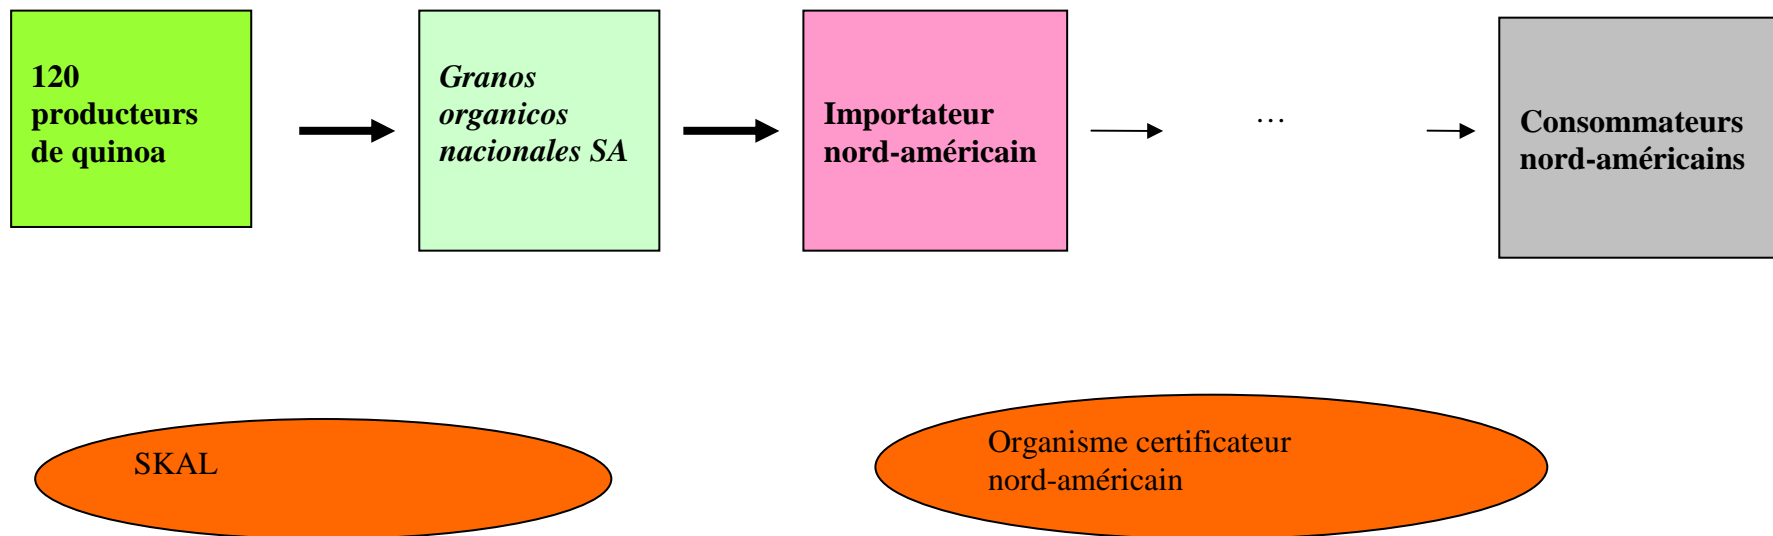 120
producteurs
de quinoa
Granos
organicos
nacionales SA
Importateur
nord-américain
…
Consommateurs
nord-américains
SKAL
Organisme certificateur
nord-américain